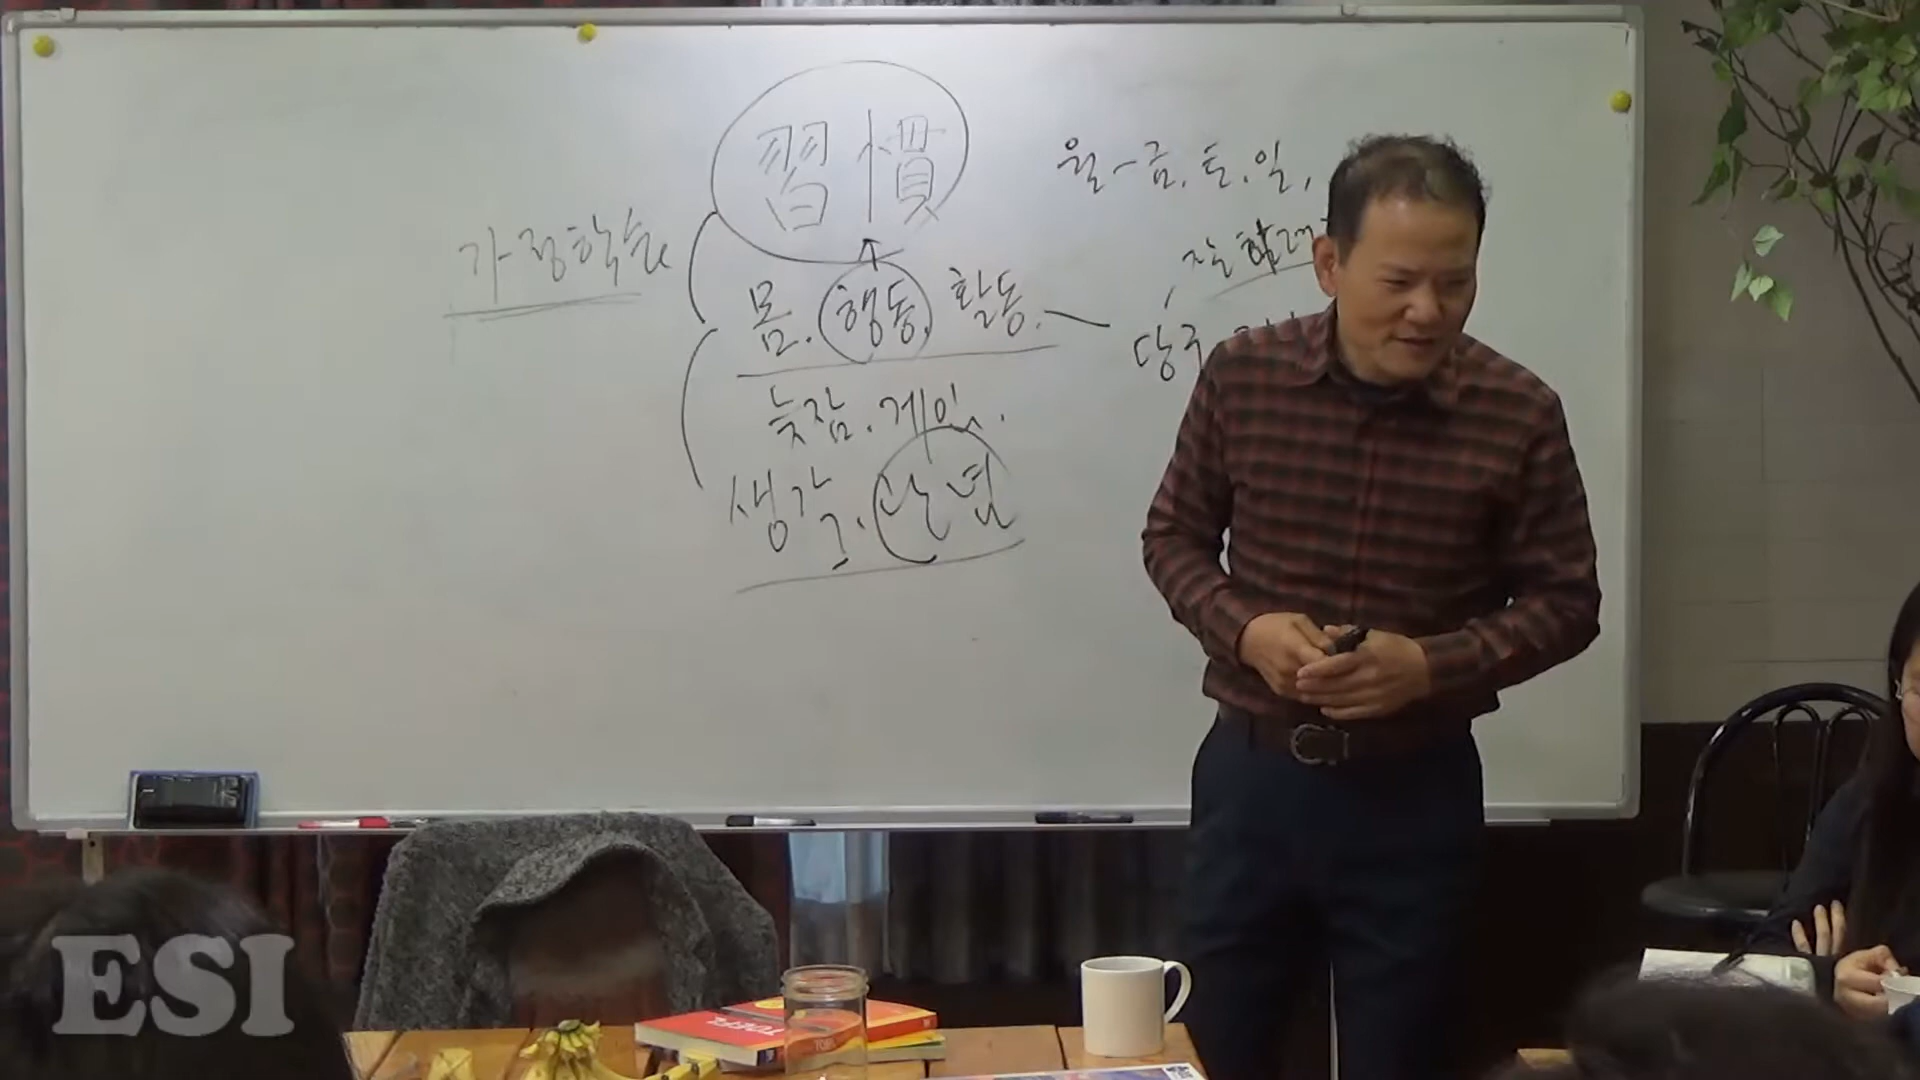 習慣
월~금.토.일,
가정학습
몸.행동.활동.
늦잠.게임.
생각.신념
TOEFL
ESI